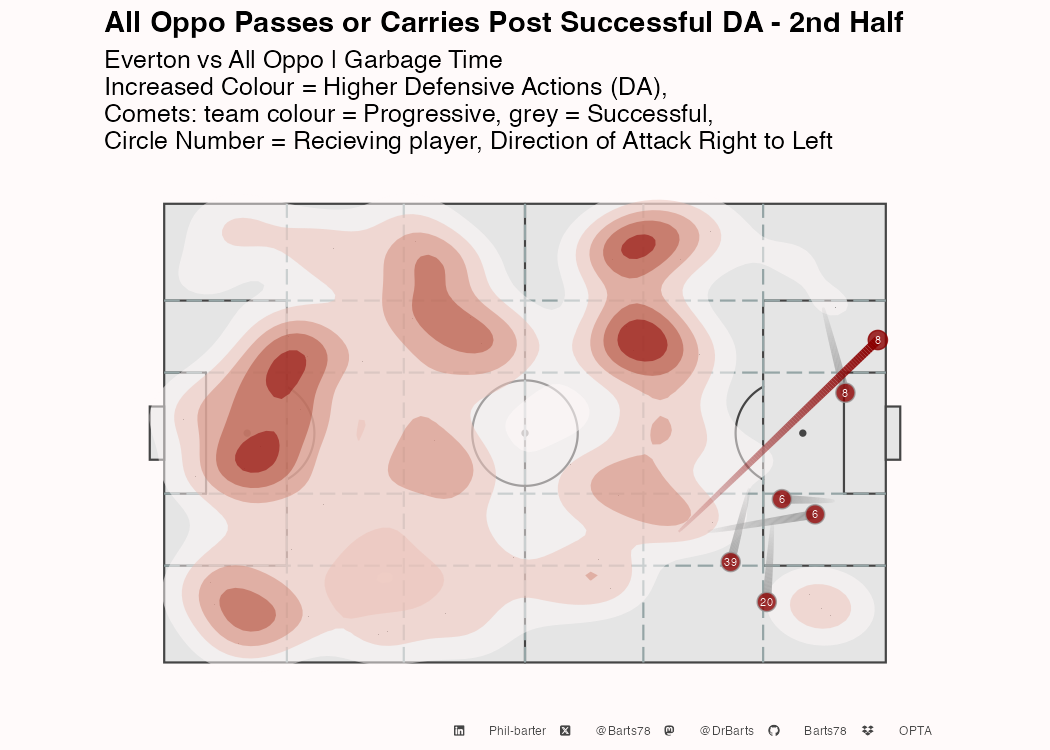 All Oppo Passes or Carries Post Successful DA - 2nd Half
Everton vs All Oppo | Garbage Time
Increased Colour = Higher Defensive Actions (DA),
Comets: team colour = Progressive, grey = Successful,
Circle Number = Recieving player, Direction of Attack Right to Left
8
8
6
6
39
20
Phil-barter @Barts78 @DrBarts Barts78 OPTA